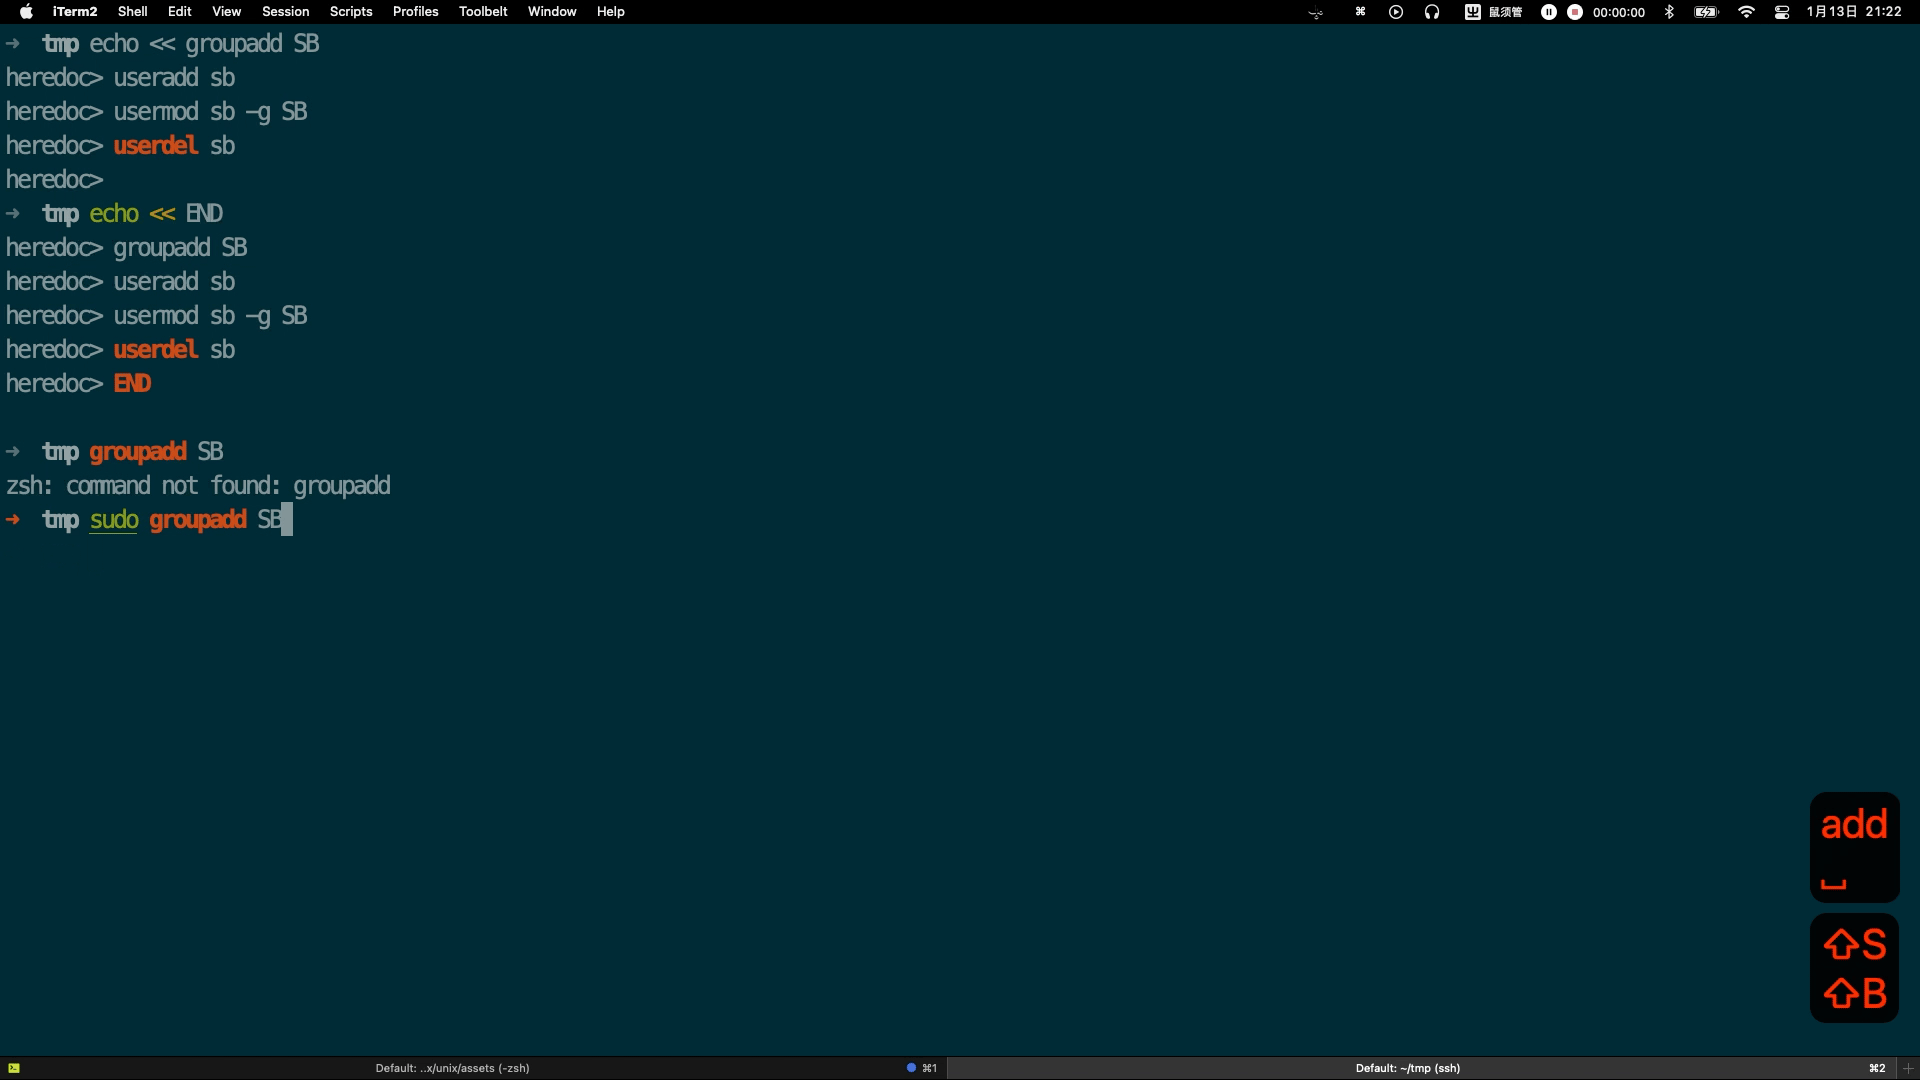 iTerm2 Shell Edit View Session Scripts Profiles Toolbelt Window Help ⌘ 鼠须管 00:00:00 1月13日 21:22
→ tmp echo << groupadd SB
heredoc> useradd sb
heredoc> usermod sb -g SB
heredoc> userdel sb
heredoc>
→ tmp echo << END
heredoc> groupadd SB
heredoc> useradd sb
heredoc> usermod sb -g SB
heredoc> userdel sb
heredoc> END
→ tmp groupadd SB
zsh: command not found: groupadd
→ tmp sudo groupadd SB
add
⇧S
⇧B
Default: ..x/unix/assets (-zsh) ⌘1 Default: ~/tmp (ssh) ⌘2